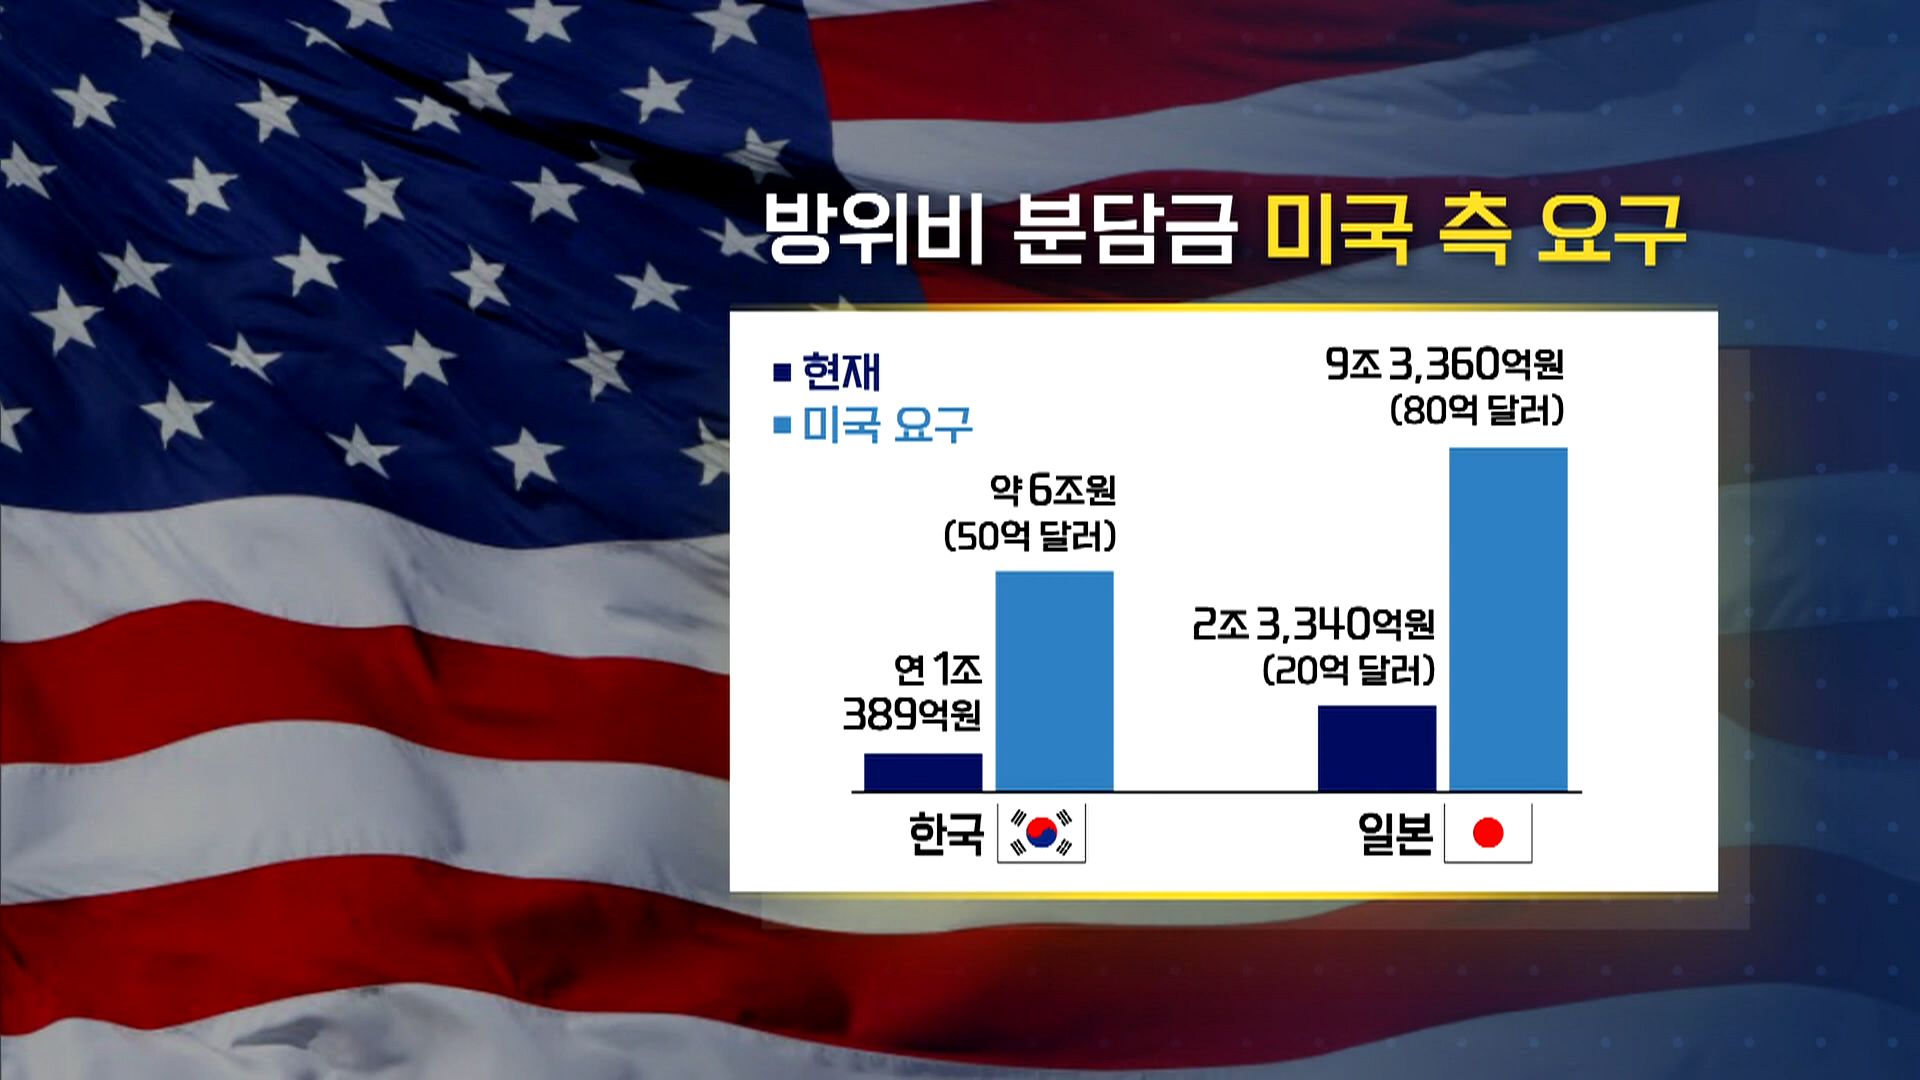 방위비 분담금 미국 측 요구
현재
미국 요구
약 6조원
(50억 달러)
연 1조
389억원
9조 3,360억원
(80억 달러)
2조 3,340억원
(20억 달러)
한국
일본